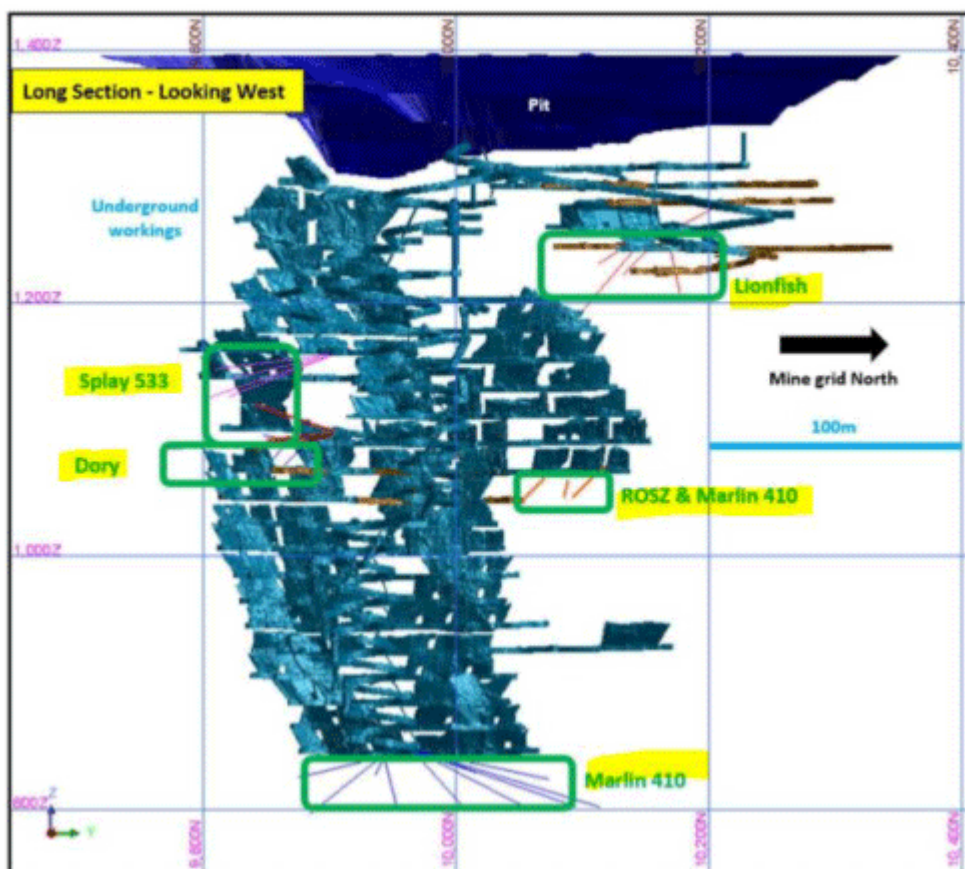 9,800N
10,200N
10,400N
1,400Z
Long Section - Looking West
Pit
Underground
workings
1,200Z
Lionfish
Splay 533
Mine grid North
100m
Dory
ROSZ & Marlin 410
1,000Z
Marlin 410
800Z
Z
Y
9,800N
10,000N
10,200N
10,400N